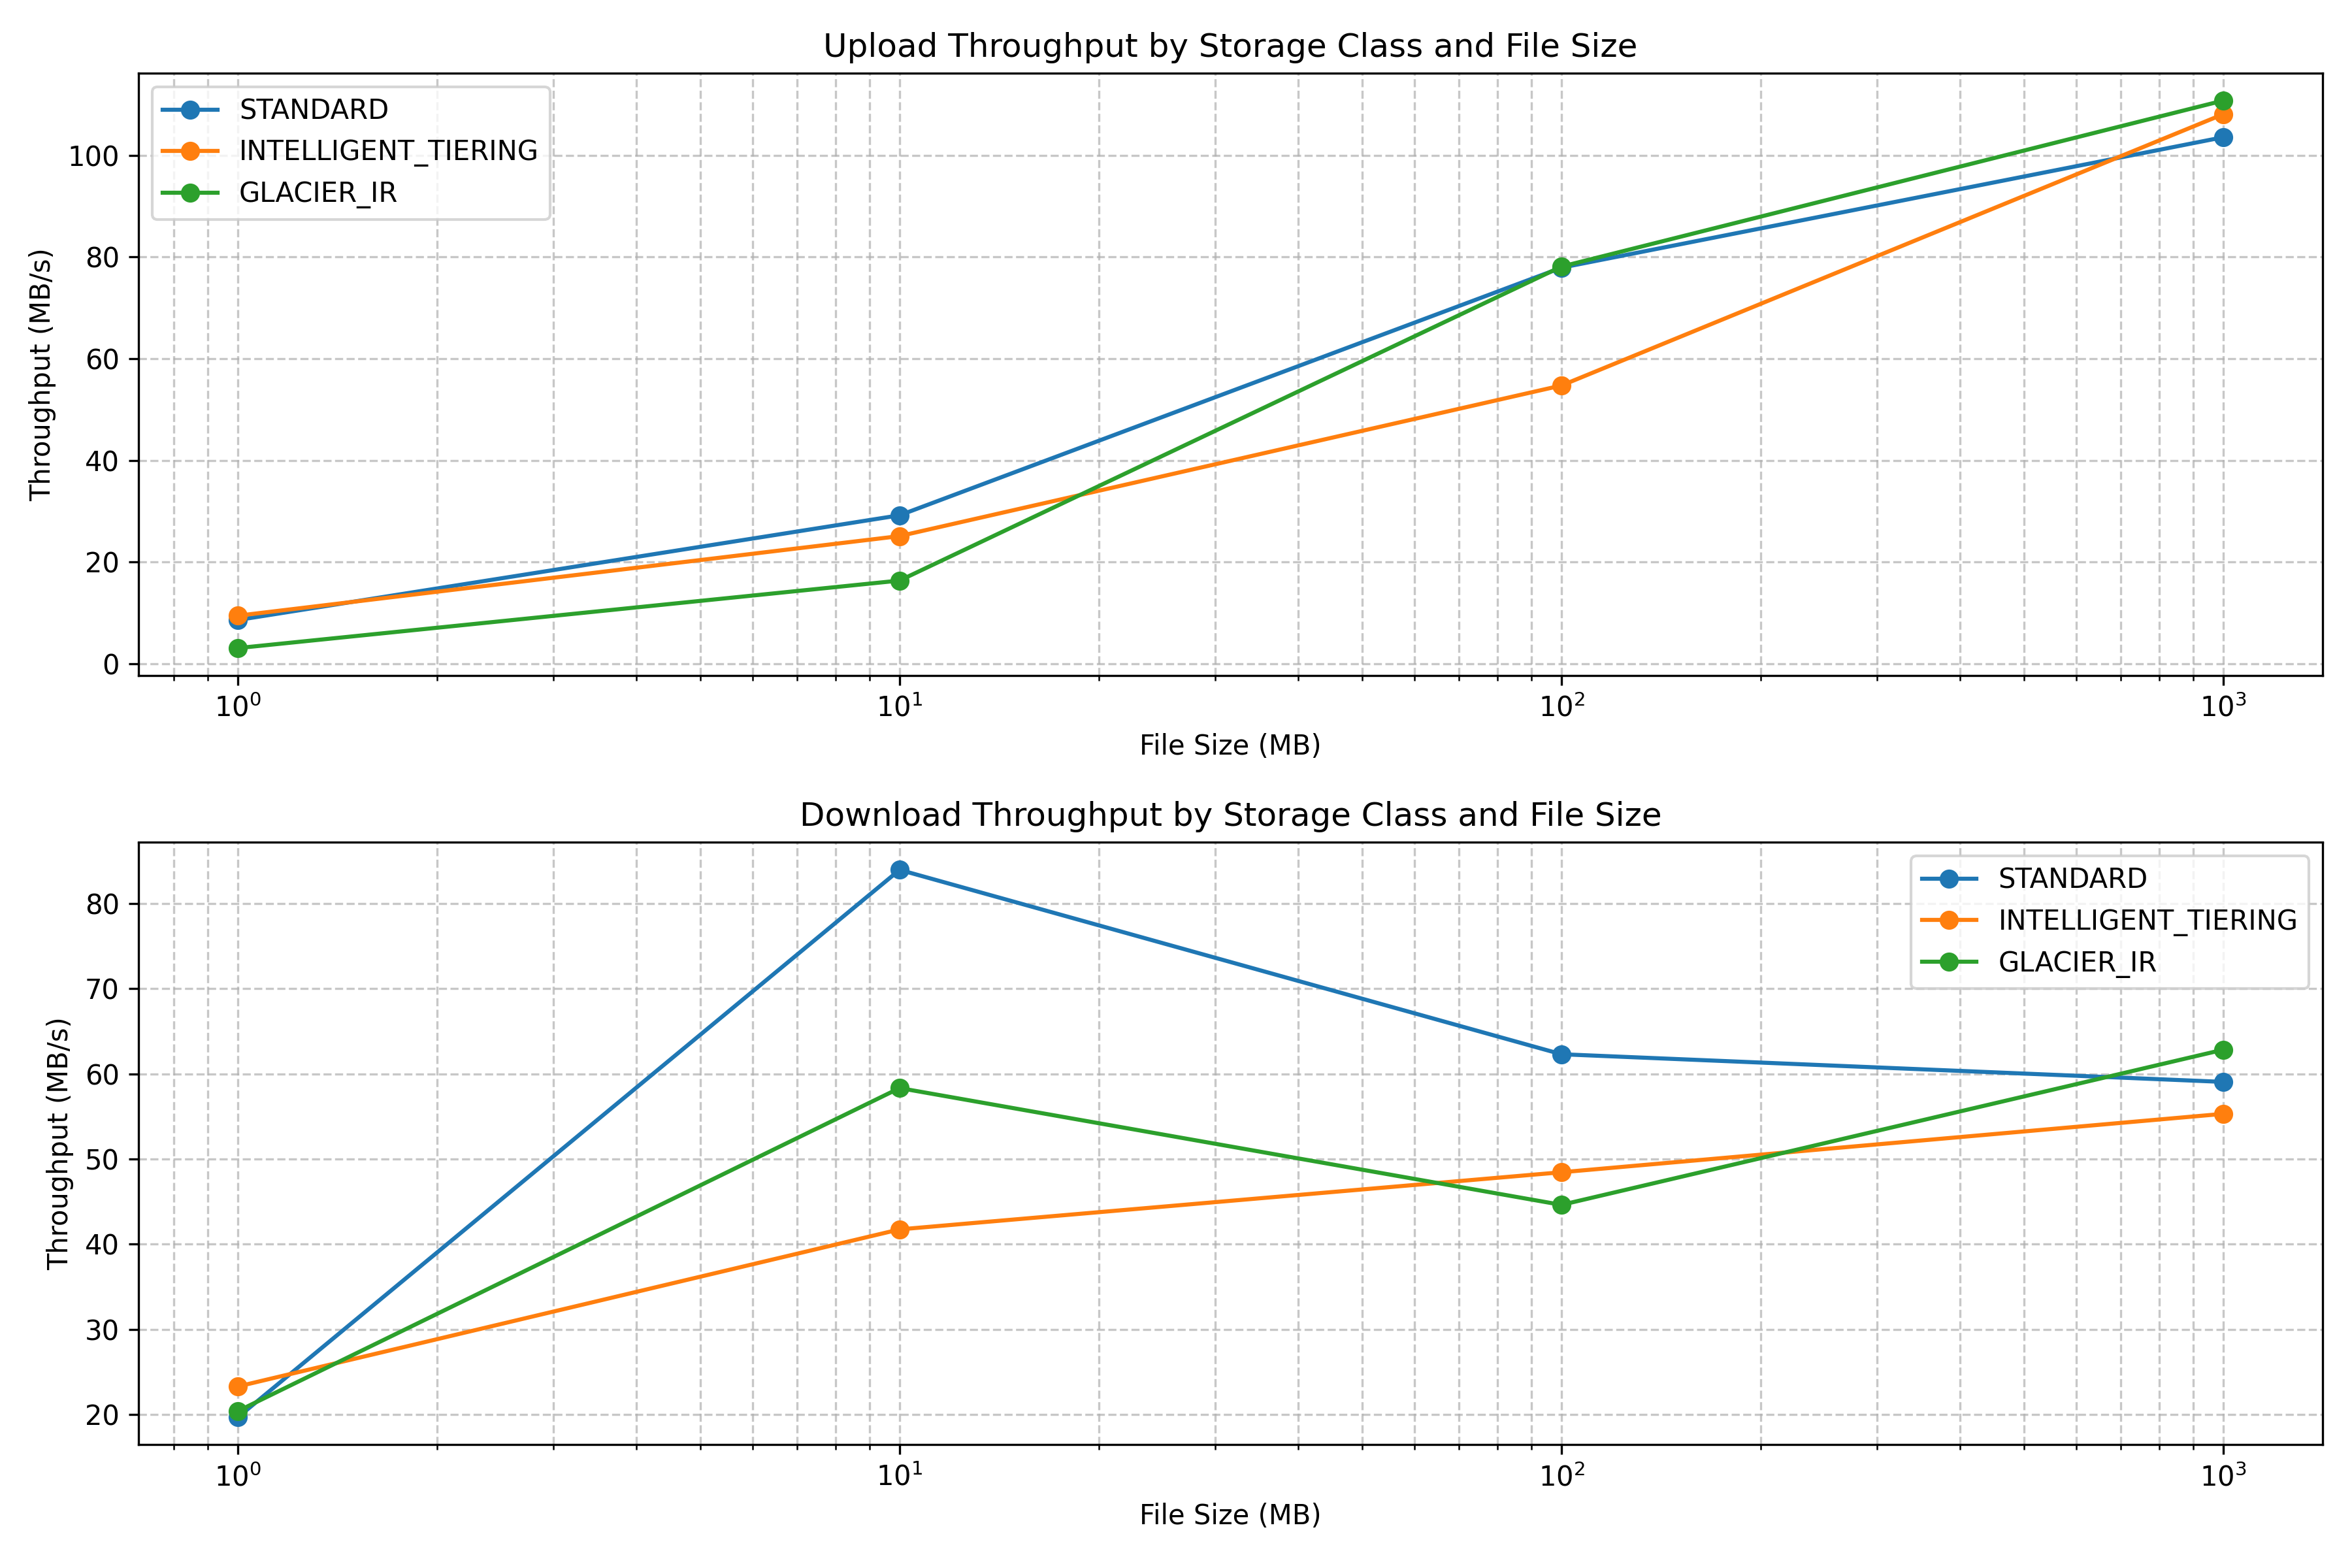 Upload Throughput by Storage Class and File Size
STANDARD
INTELLIGENT_TIERING
GLACIER_IR
Throughput (MB/s)
100
80
60
40
20
0
10⁰ 10¹ 10² 10³
File Size (MB)
Download Throughput by Storage Class and File Size
STANDARD
INTELLIGENT_TIERING
GLACIER_IR
Throughput (MB/s)
80
70
60
50
40
30
20
10⁰ 10¹ 10² 10³
File Size (MB)